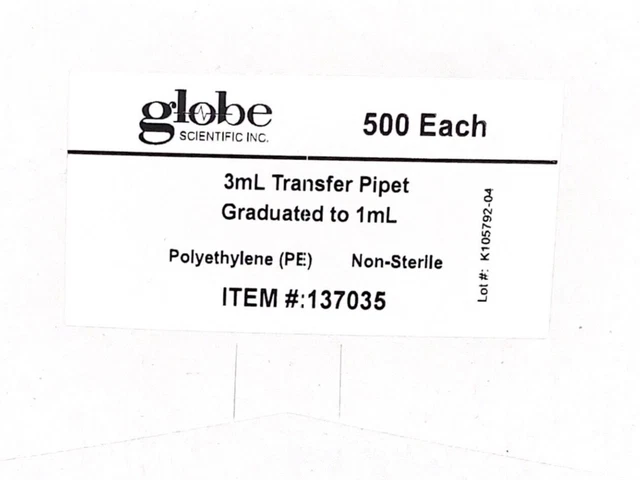 globe
SCIENTIFIC INC.
500 Each
3mL Transfer Pipet
Graduated to 1mL
Polyethylene (PE) Non-Sterile
ITEM #:137035
Lot #: K105792-04